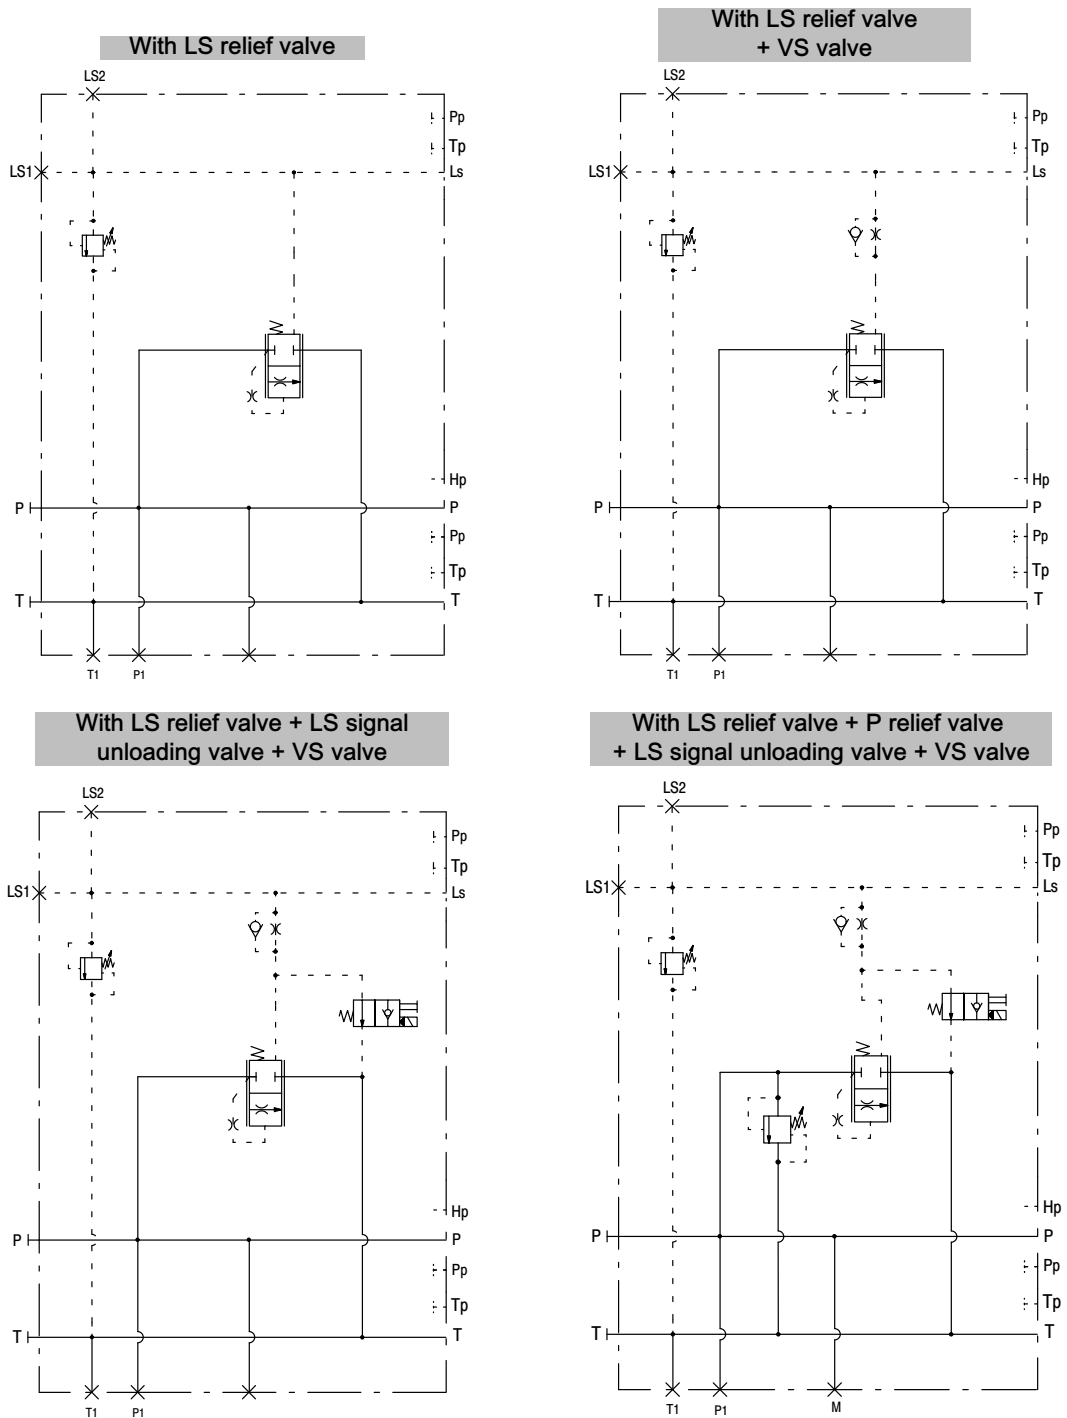 With LS relief valve
LS2
Pp
Tp
LS1
Ls
Hp
P
P
Pp
Tp
T
T
T1
P1
With LS relief valve
+ VS valve
LS2
Pp
Tp
LS1
Ls
Hp
P
P
Pp
Tp
T
T
T1
P1
With LS relief valve + LS signal
unloading valve + VS valve
LS2
Pp
Tp
LS1
Ls
Hp
P
P
Pp
Tp
T
T
T1
P1
With LS relief valve + P relief valve
+ LS signal unloading valve + VS valve
LS2
Pp
Tp
LS1
Ls
Hp
P
P
Pp
Tp
T
T
T1
P1
M